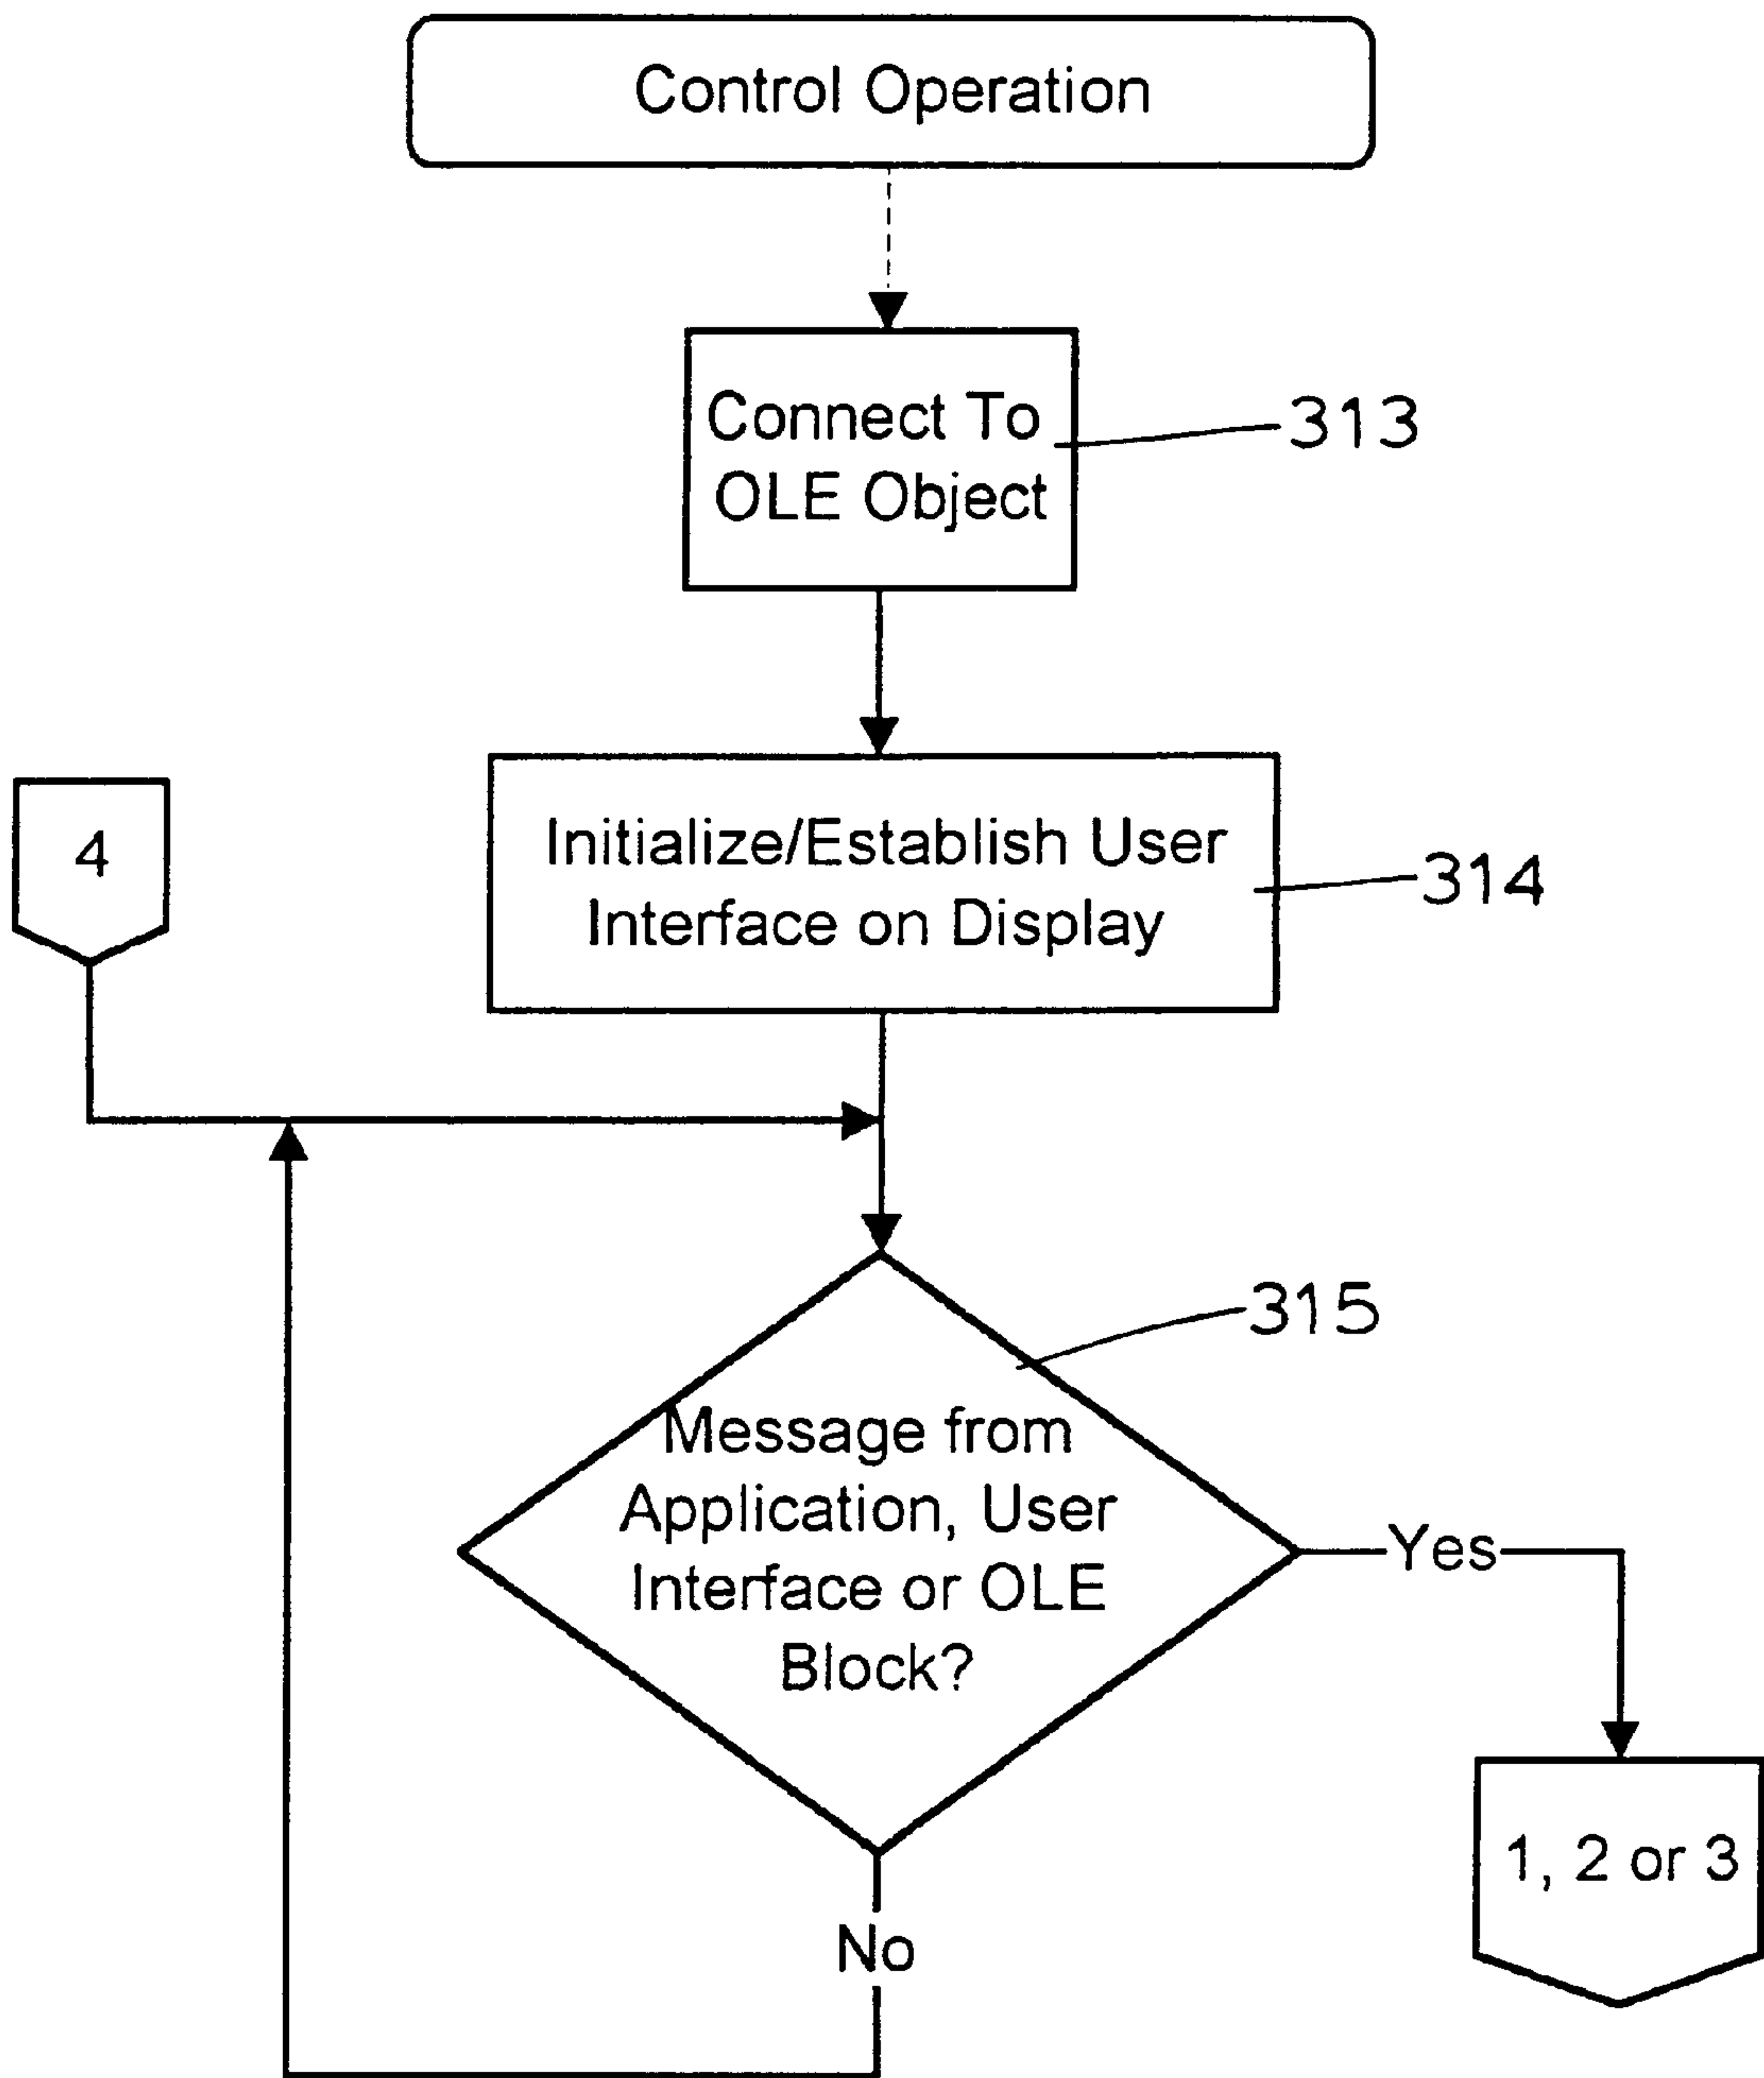 Control Operation
Connect To
OLE Object
313
4
Initialize/Establish User
Interface on Display
314
315
Message from
Application, User
Interface or OLE
Block?
Yes
1, 2 or 3
No